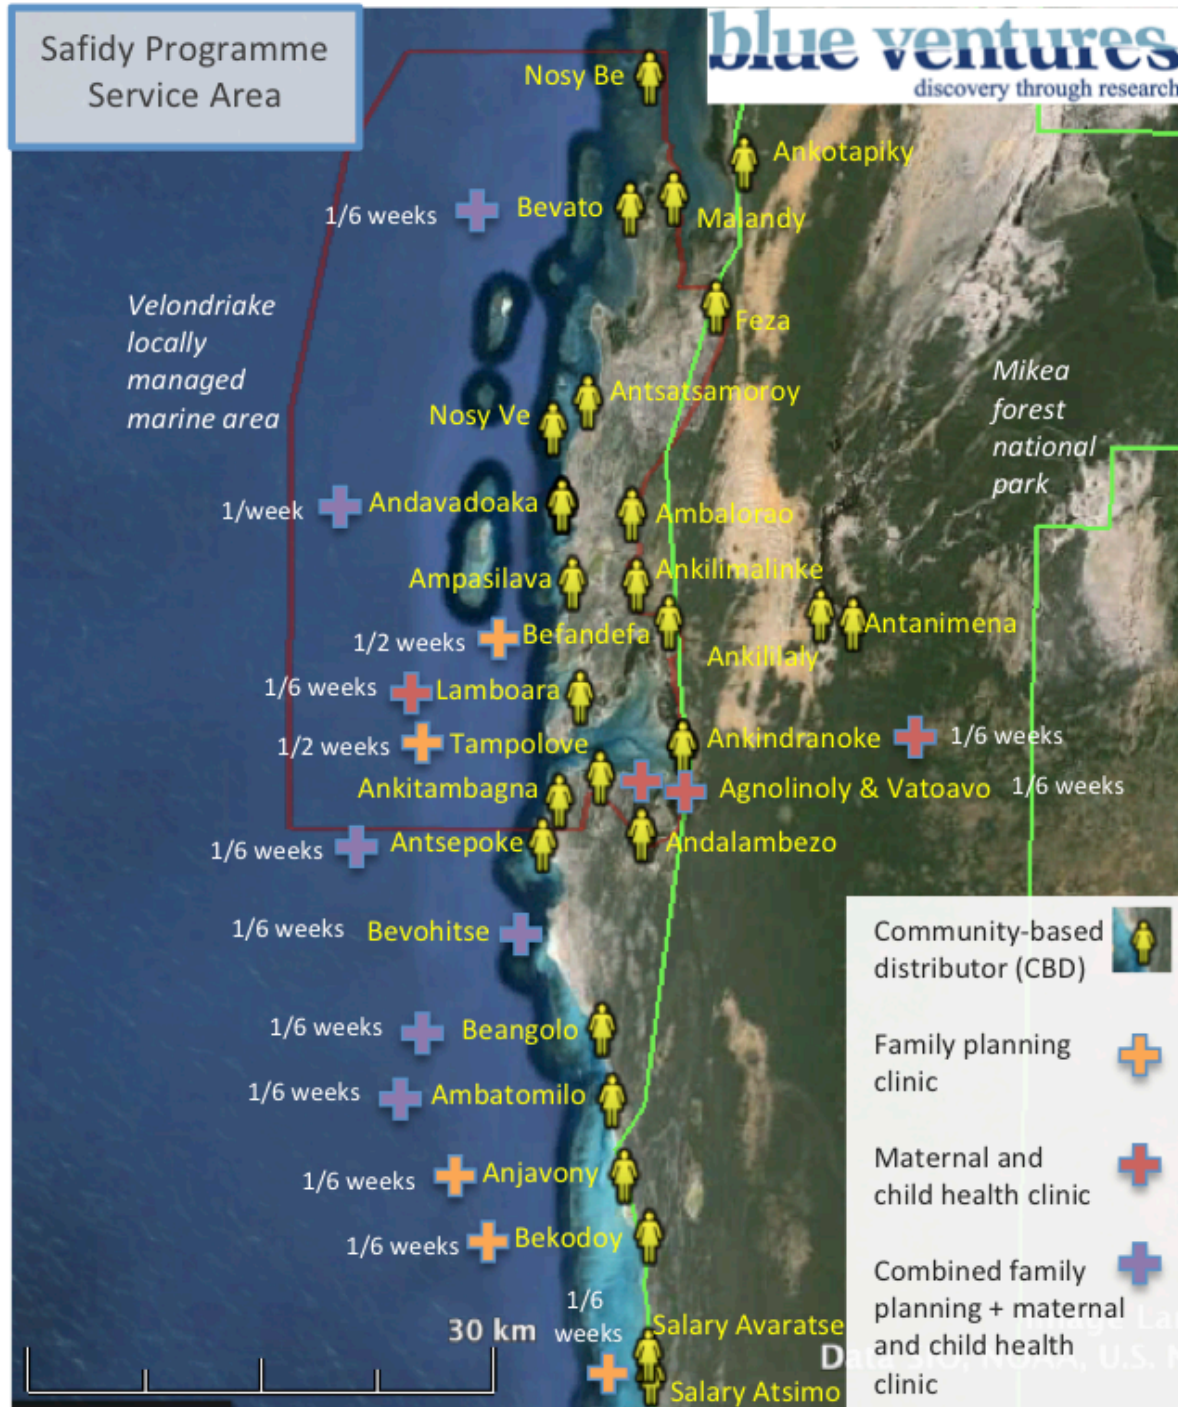 Safidy Programme
Service Area
blue ventures
discovery through research
Nosy Be
Ankotapiky
1/6 weeks
Bevato
Malandy
Velondriake
locally
managed
marine area
Feza
Mikea
forest
national
park
Antsatsamoroy
Nosy Ve
1/week
Andavadoaka
Ambalorao
Ampasilava
Ankilimalinke
1/2 weeks
Befandefa
Antanimena
Ankililaly
1/6 weeks
Lamboara
1/2 weeks
Tampolove
Ankindranoke
1/6 weeks
Ankitambagna
Agnolinoly & Vatoavo
1/6 weeks
1/6 weeks
Antsepoke
Andalambezo
1/6 weeks
Bevohitse
1/6 weeks
Beangolo
1/6 weeks
Ambatomilo
1/6 weeks
Anjavony
1/6 weeks
Bekodoy
1/6
weeks
30 km
Salary Avaratse
Salary Atsimo
Community-based
distributor (CBD)
Family planning
clinic
Maternal and
child health clinic
Combined family
planning + maternal
and child health
clinic
Image La
Data SIO, NOAA, U.S. N